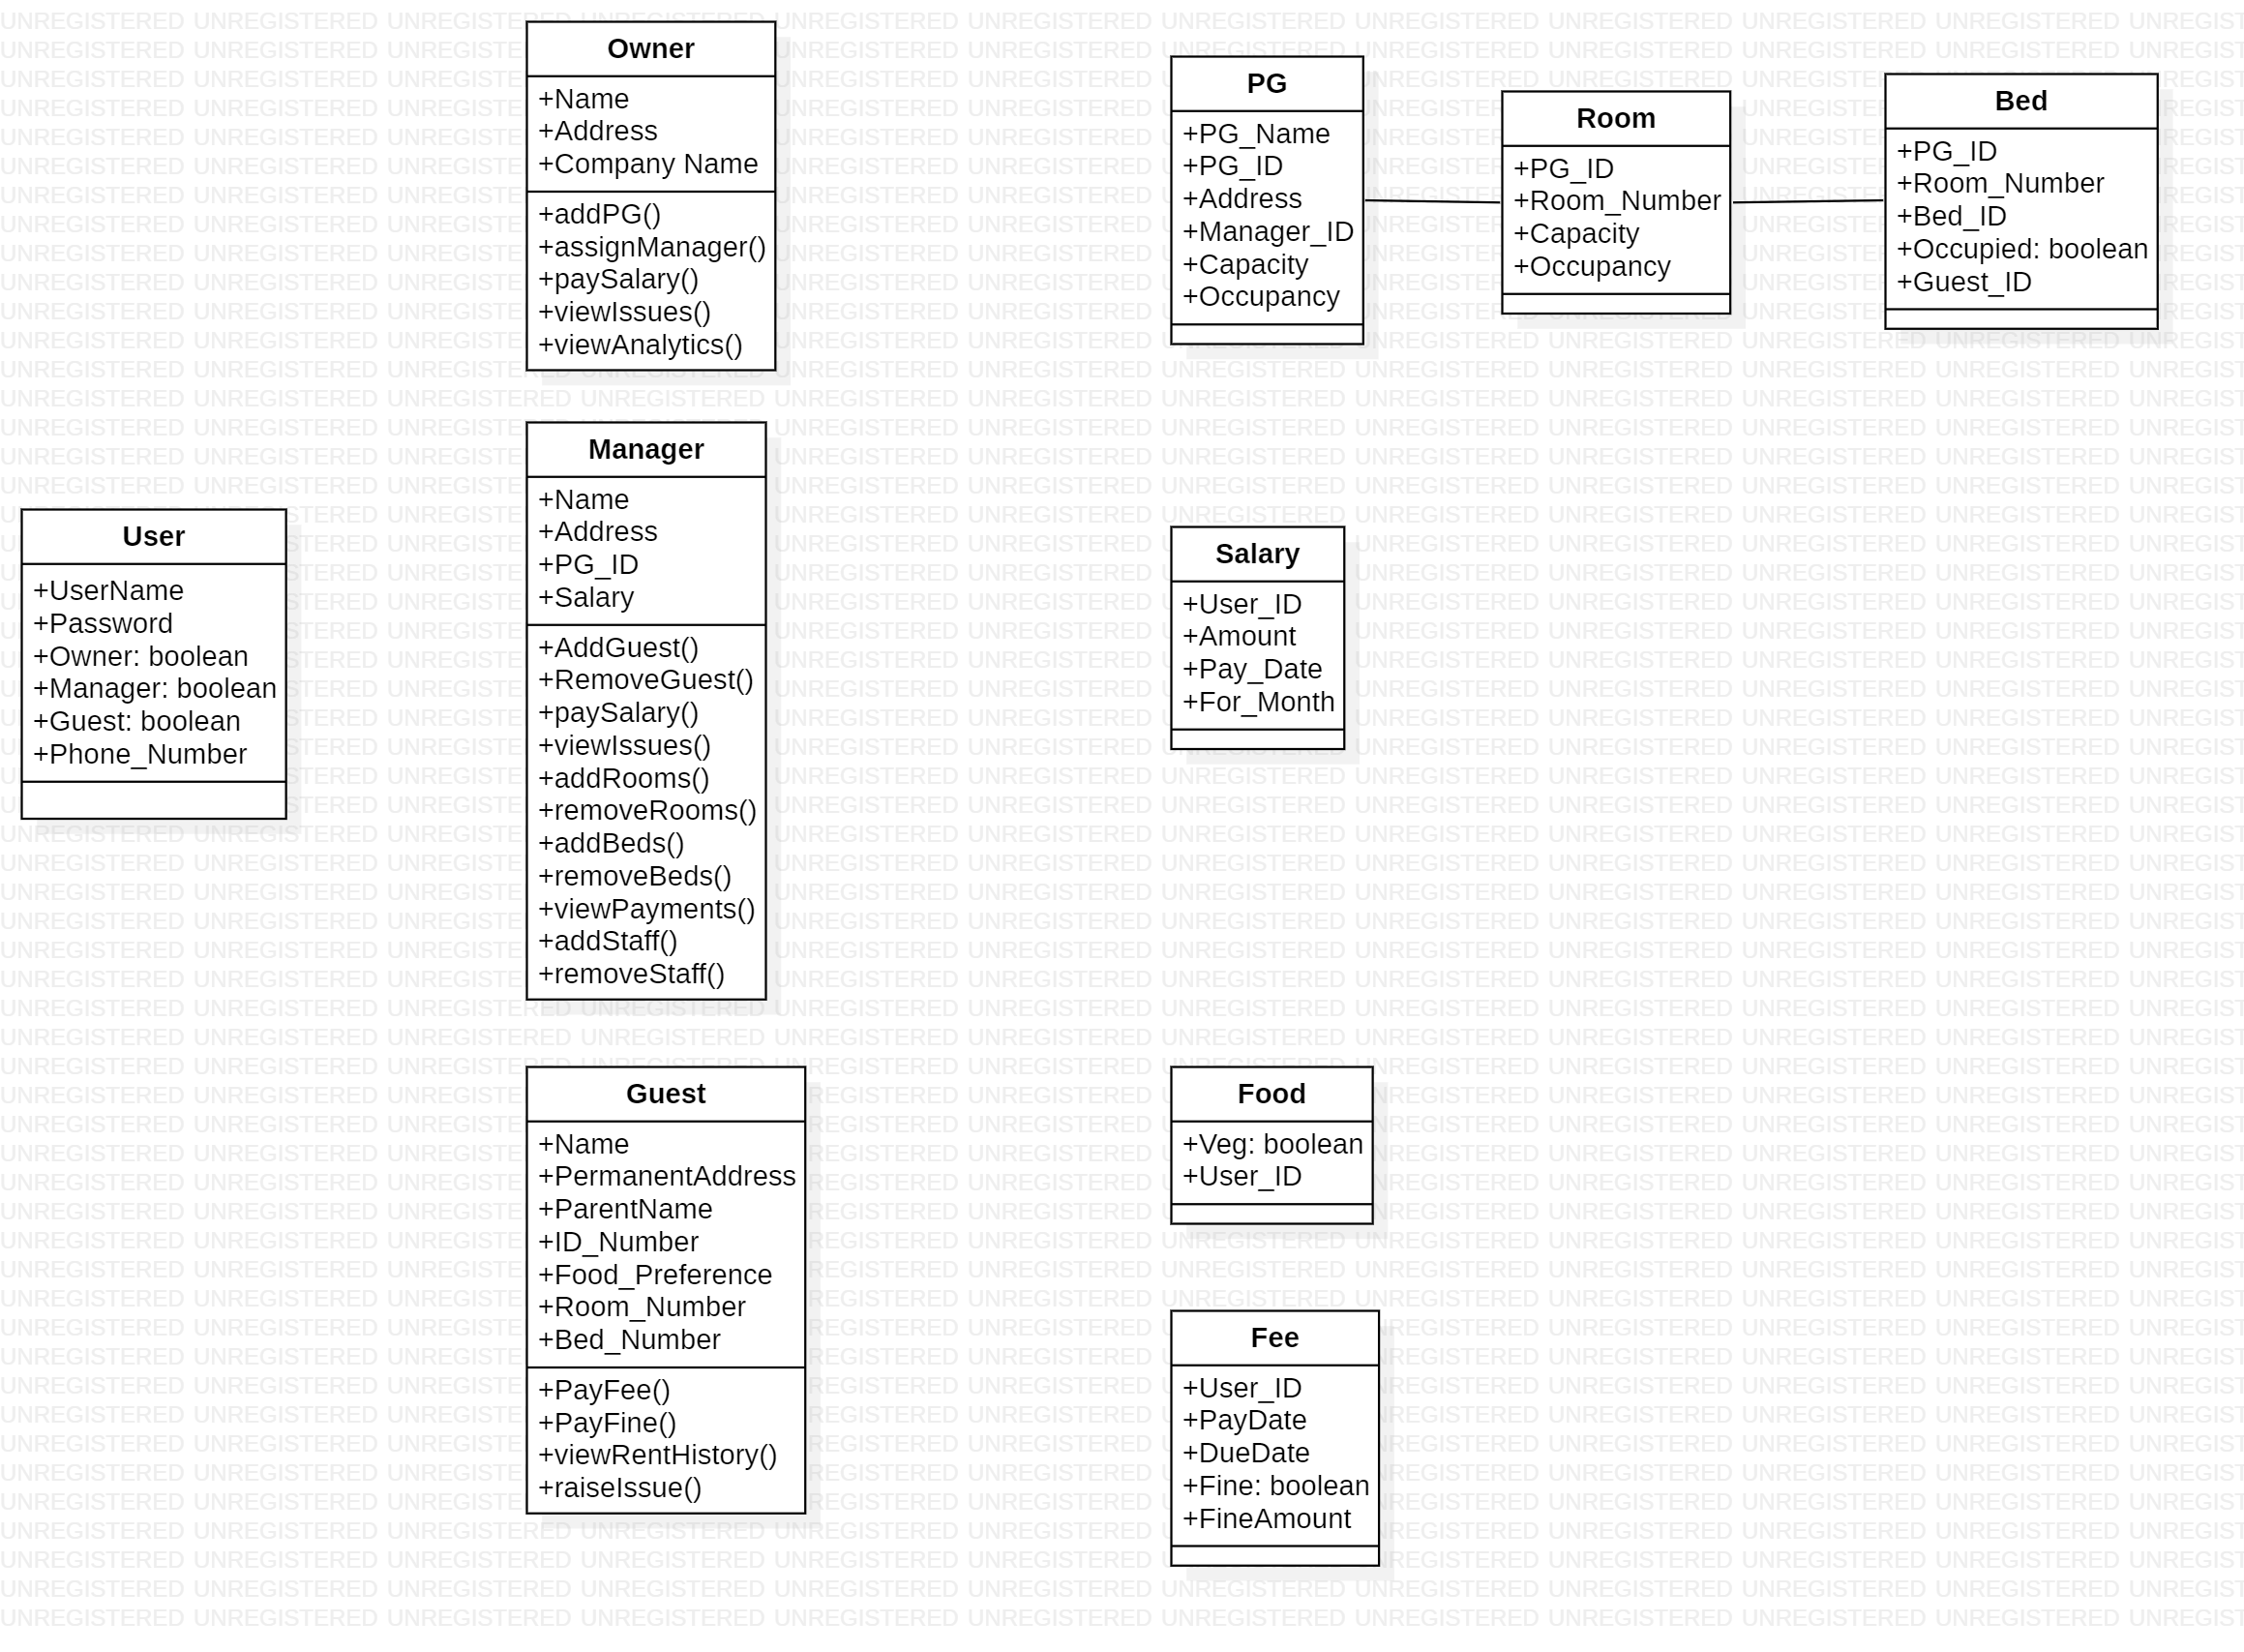 Owner
+Name
+Address
+Company Name
+addPG()
+assignManager()
+paySalary()
+viewIssues()
+viewAnalytics()
PG
+PG_Name
+PG_ID
+Address
+Manager_ID
+Capacity
+Occupancy
Room
+PG_ID
+Room_Number
+Capacity
+Occupancy
Bed
+PG_ID
+Room_Number
+Bed_ID
+Occupied: boolean
+Guest_ID
User
+UserName
+Password
+Owner: boolean
+Manager: boolean
+Guest: boolean
+Phone_Number
Manager
+Name
+Address
+PG_ID
+Salary
+AddGuest()
+RemoveGuest()
+paySalary()
+viewIssues()
+addRooms()
+removeRooms()
+addBeds()
+removeBeds()
+viewPayments()
+addStaff()
+removeStaff()
Salary
+User_ID
+Amount
+Pay_Date
+For_Month
Guest
+Name
+PermanentAddress
+ParentName
+ID_Number
+Food_Preference
+Room_Number
+Bed_Number
+PayFee()
+PayFine()
+viewRentHistory()
+raiseIssue()
Food
+Veg: boolean
+User_ID
Fee
+User_ID
+PayDate
+DueDate
+Fine: boolean
+FineAmount
UNREGISTERED